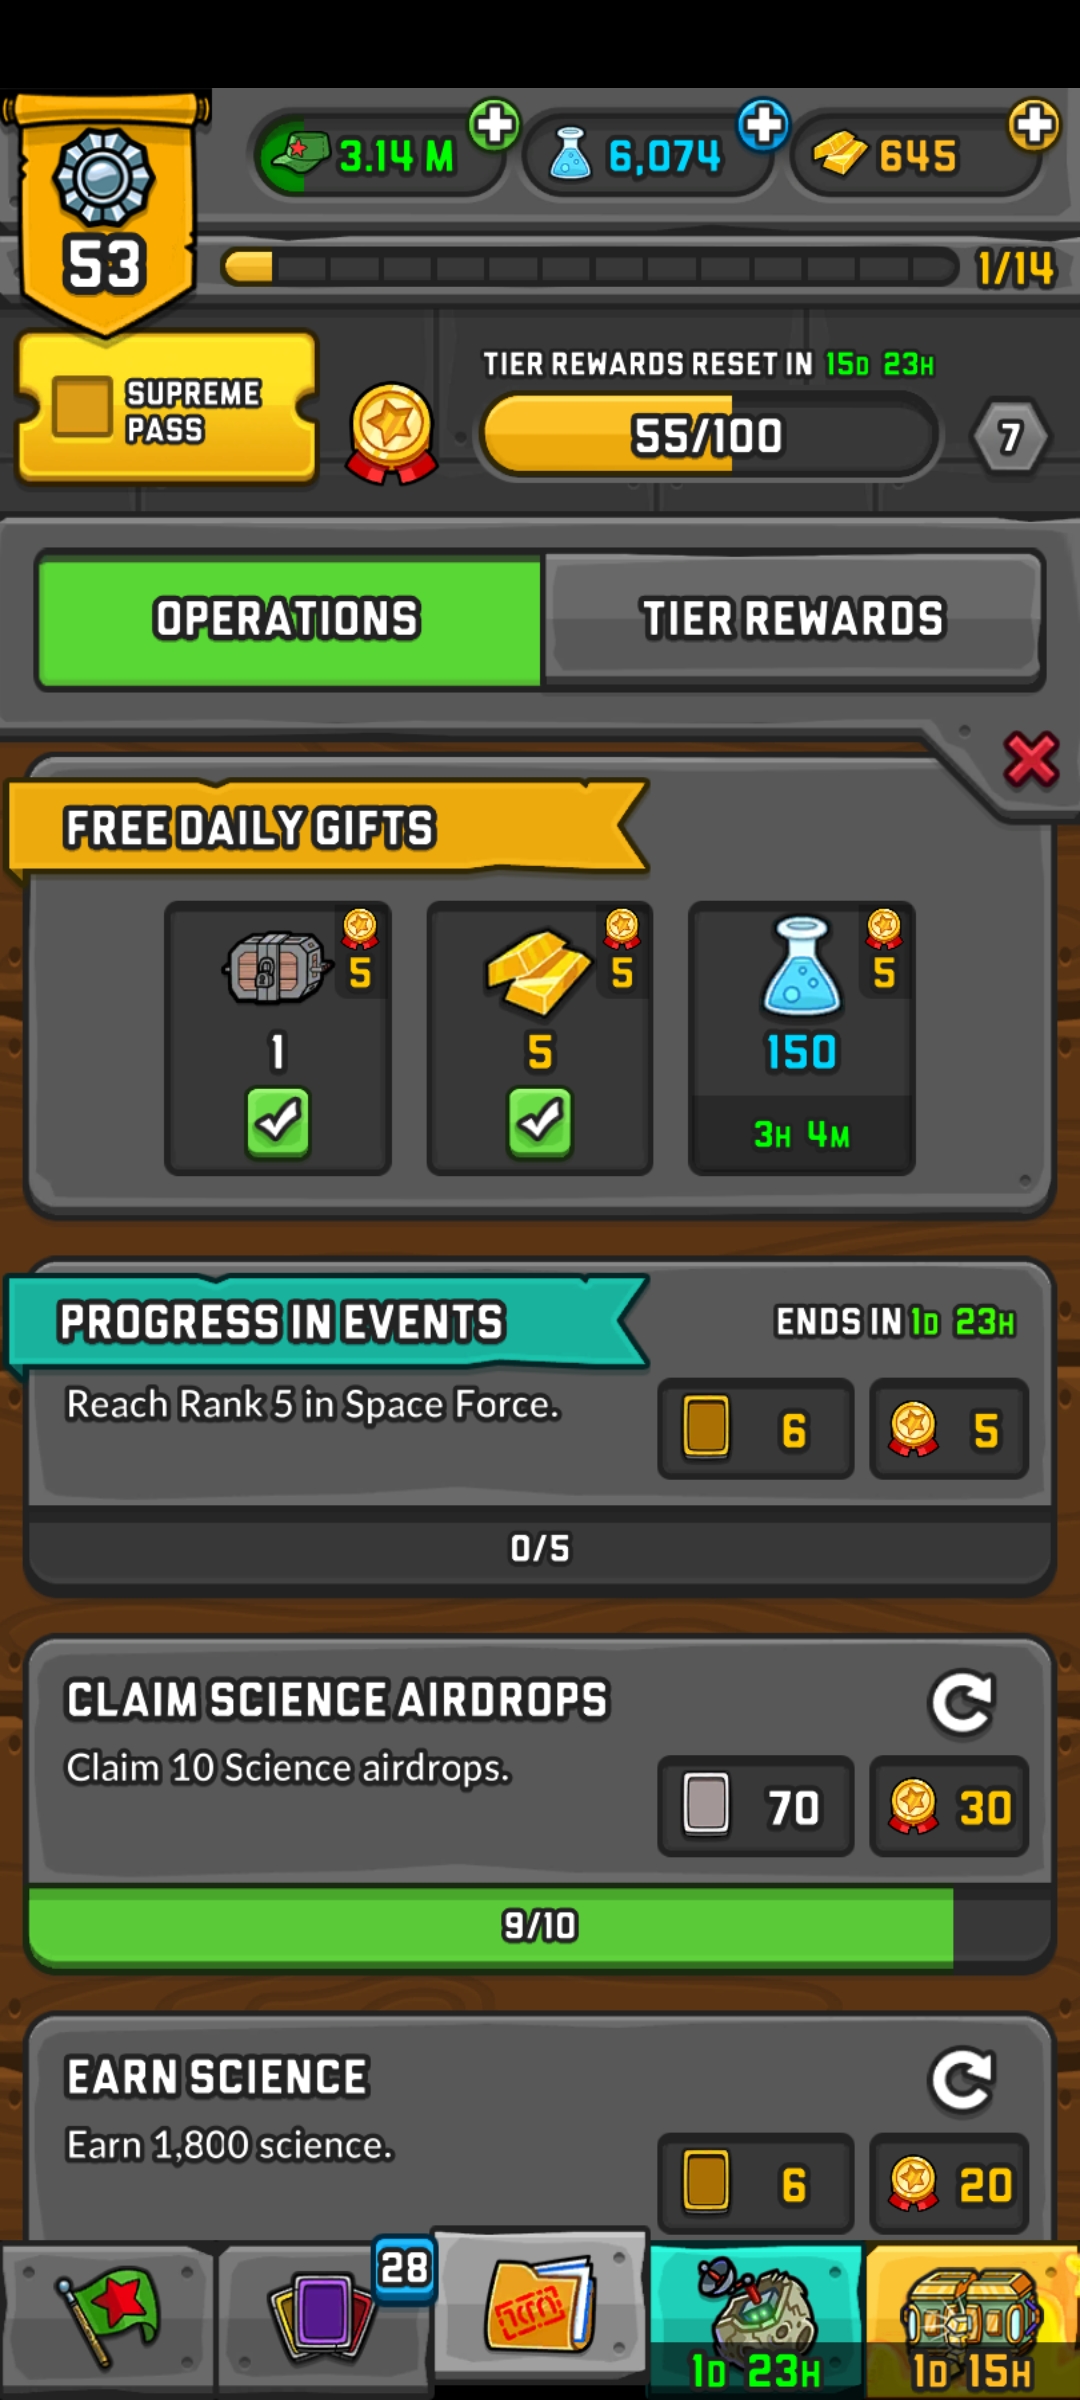 3.14 M
6,074
645
53
1/14
SUPREME
PASS
TIER REWARDS RESET IN 15D 23H
55/100
7
OPERATIONS
TIER REWARDS
FREE DAILY GIFTS
5
5
5
1
5
150
3H 4M
PROGRESS IN EVENTS
ENDS IN 1D 23H
Reach Rank 5 in Space Force.
6
5
0/5
CLAIM SCIENCE AIRDROPS
Claim 10 Science airdrops.
70
30
9/10
EARN SCIENCE
Earn 1,800 science.
6
20
28
1D 23H
1D 15H